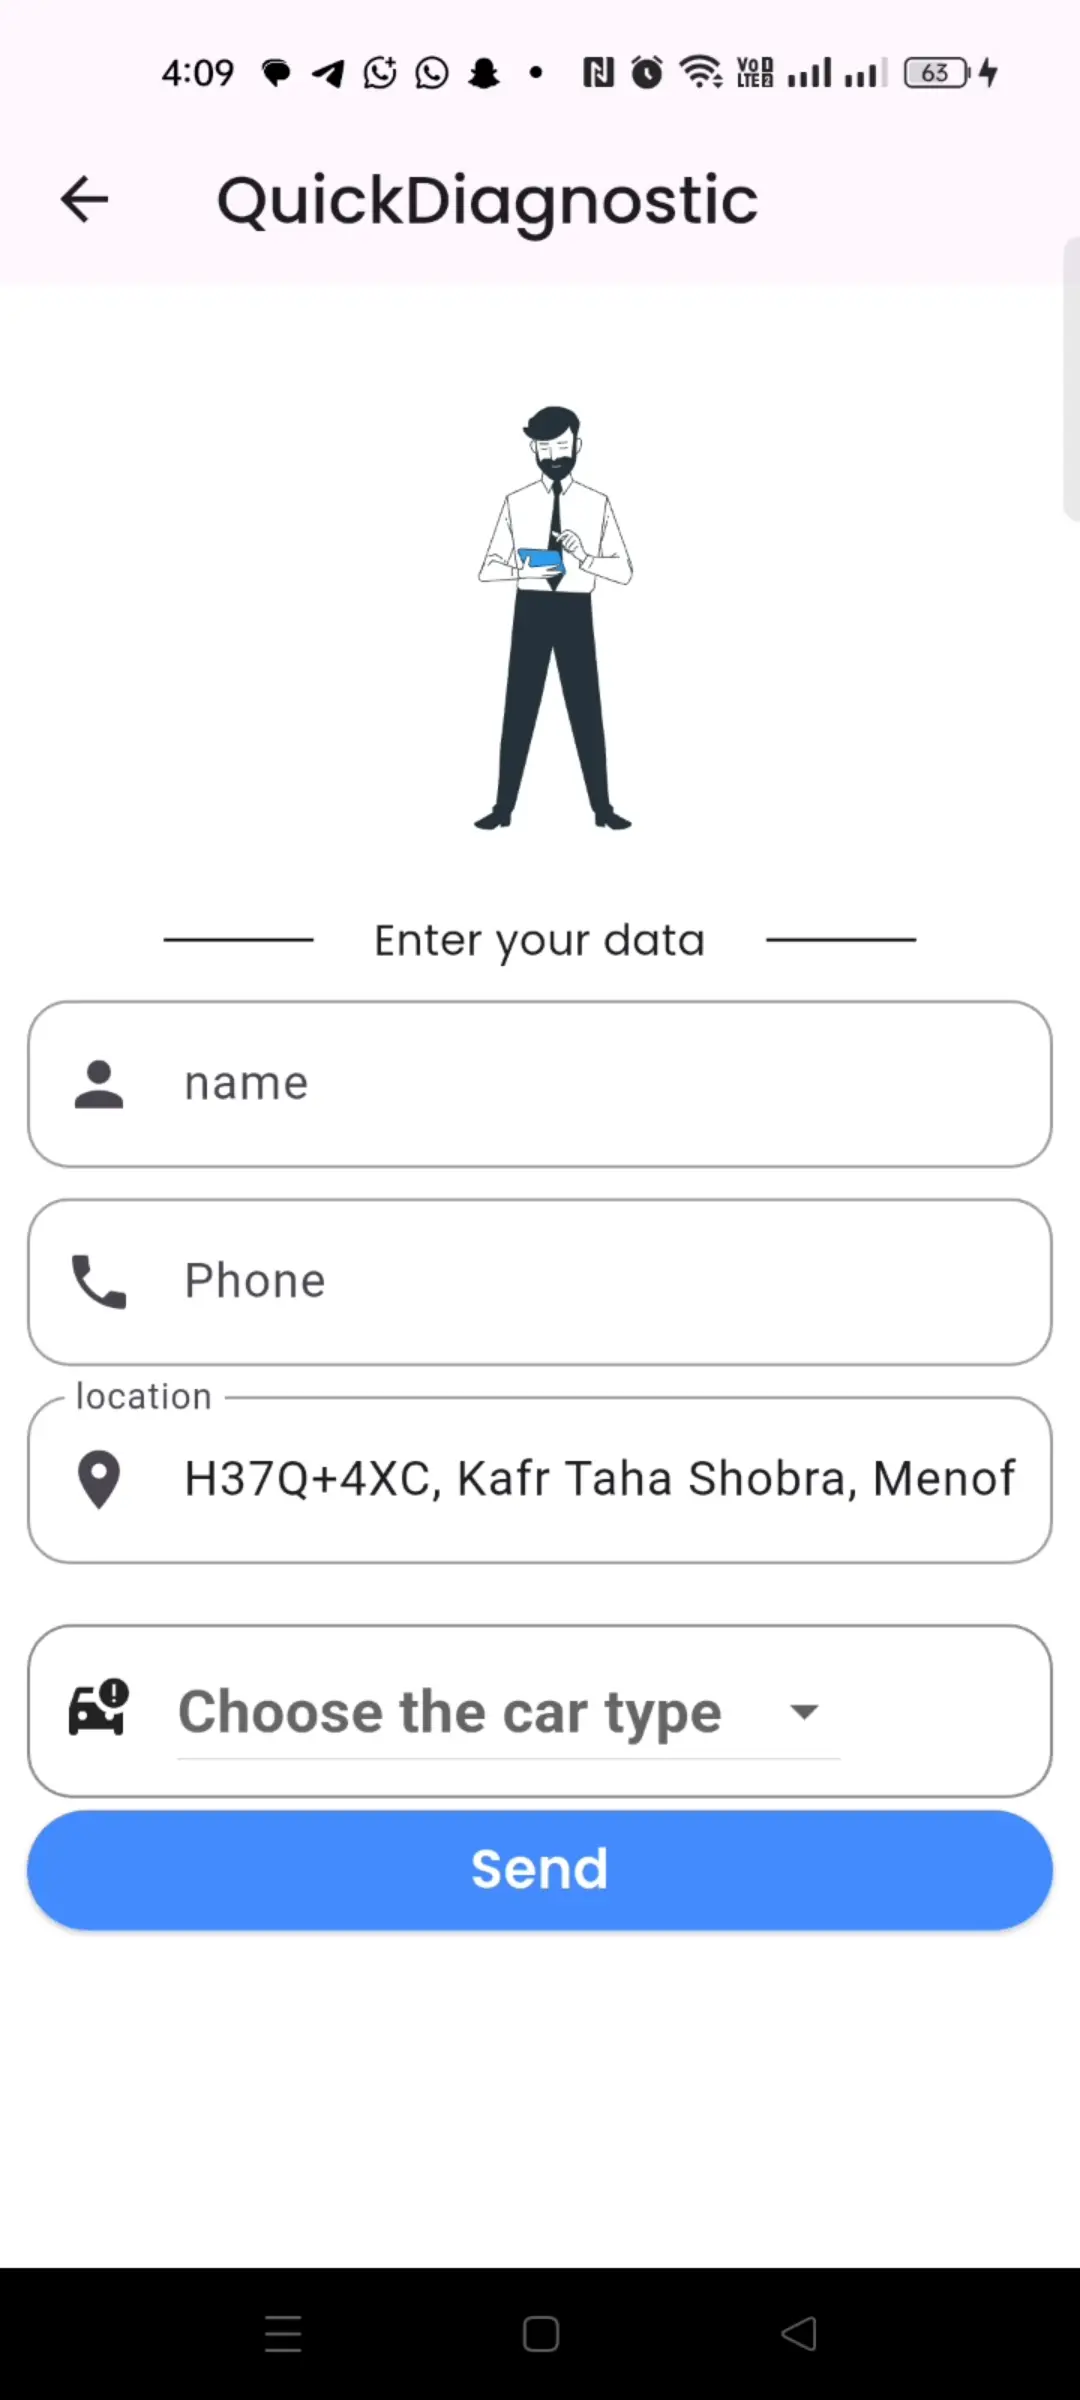 4:09
VoD LTE2
63
QuickDiagnostic
Enter your data
name
Phone
location
H37Q+4XC, Kafr Taha Shobra, Menof
Choose the car type
Send